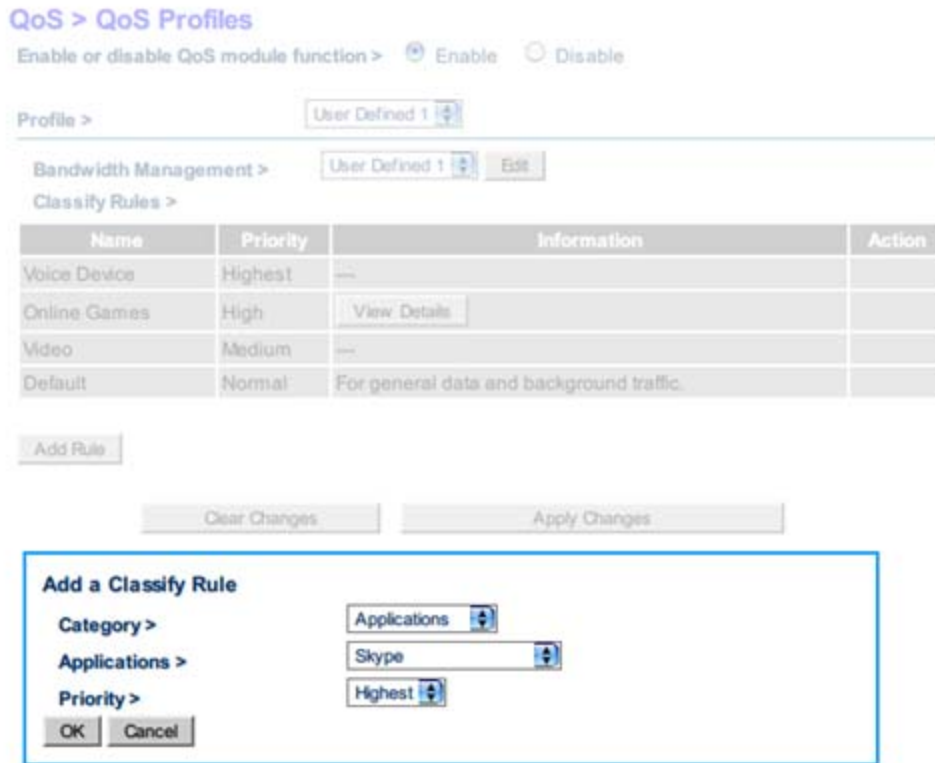 QoS > QoS Profiles
Enable or disable QoS module function > Enable Disable
Profile > User Defined 1
Bandwidth Management > User Defined 1 Edit
Classify Rules >
Name Priority Information Action
Voice Device Highest ---
Online Games High View Details
Video Medium ---
Default Normal For general data and background traffic.
Add Rule
Clear Changes Apply Changes
Add a Classify Rule
Category > Applications
Applications > Skype
Priority > Highest
OK Cancel